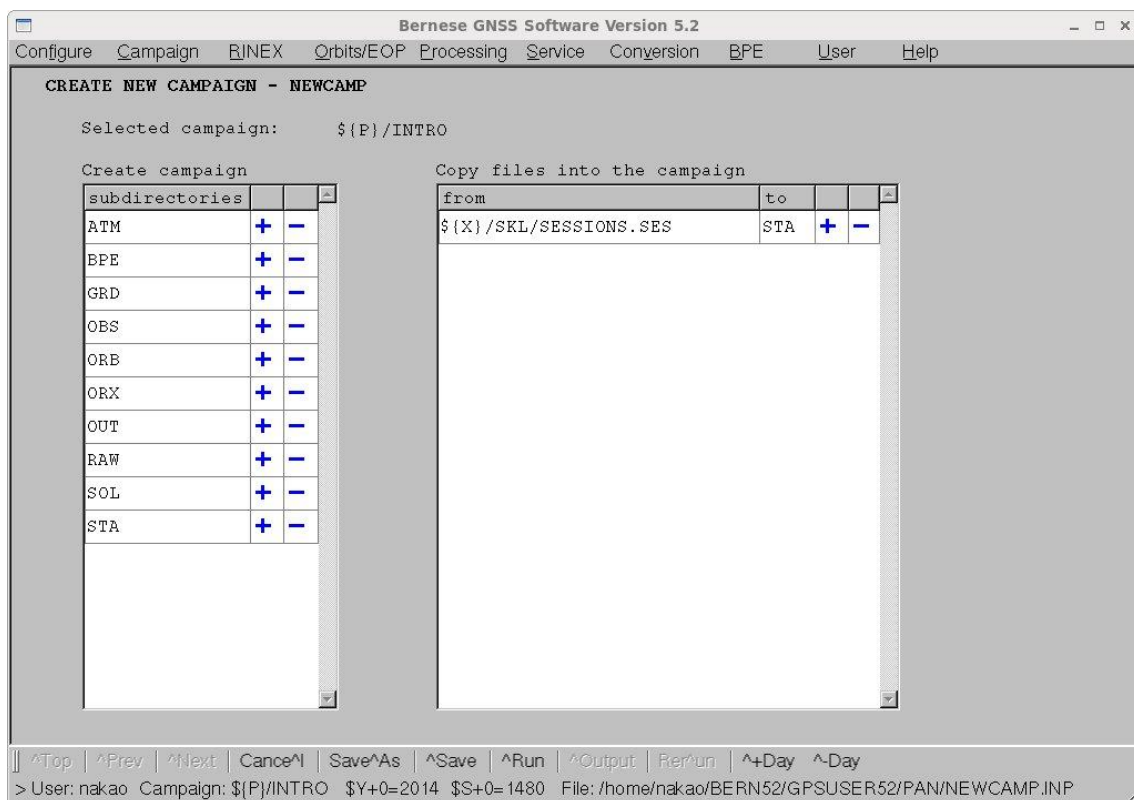 Bernese GNSS Software Version 5.2
Configure Campaign RINEX Orbits/EOP Processing Service Conversion BPE User Help
CREATE NEW CAMPAIGN - NEWCAMP
Selected campaign: ${P}/INTRO
Create campaign
subdirectories
ATM + −
BPE + −
GRD + −
OBS + −
ORB + −
ORX + −
OUT + −
RAW + −
SOL + −
STA + −
Copy files into the campaign
from to
${X}/SKL/SESSIONS.SES STA + −
^Top | ^Prev | ^Next | Cance^l | Save^As | ^Save | ^Run | ^Output | Rer^un | ^+Day ^-Day
> User: nakao Campaign: ${P}/INTRO $Y+0=2014 $S+0=1480 File: /home/nakao/BERN52/GPSUSER52/PAN/NEWCAMP.INP